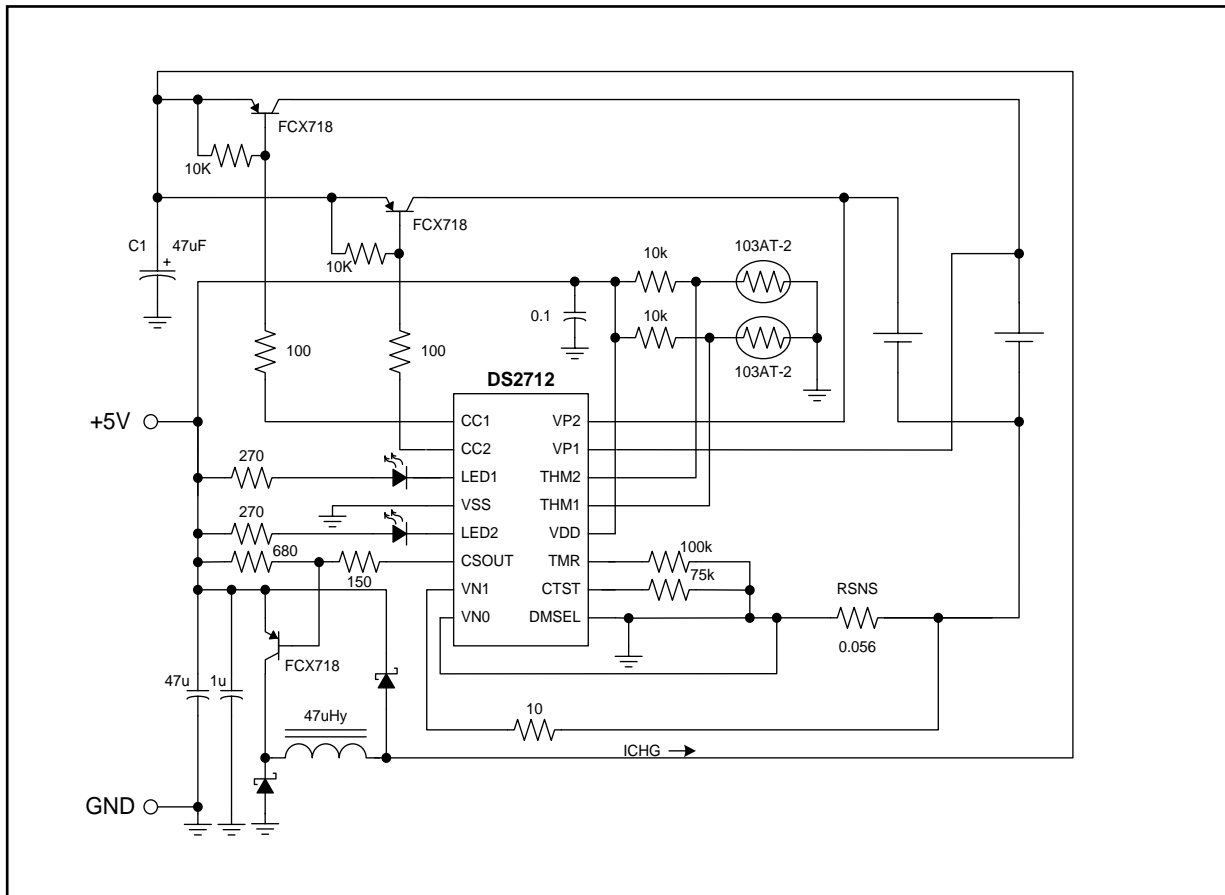 FCX718
10K
FCX718
C1 47uF
+
10K
10k
103AT-2
0.1
10k
103AT-2
100
100
DS2712
+5V
CC1
VP2
CC2
VP1
270
LED1
THM2
VSS
THM1
270
LED2
VDD
680
CSOUT
TMR
100k
150
75k
VN1
CTST
RSNS
VN0
DMSEL
0.056
FCX718
47u
1u
10
47uHy
ICHG
GND